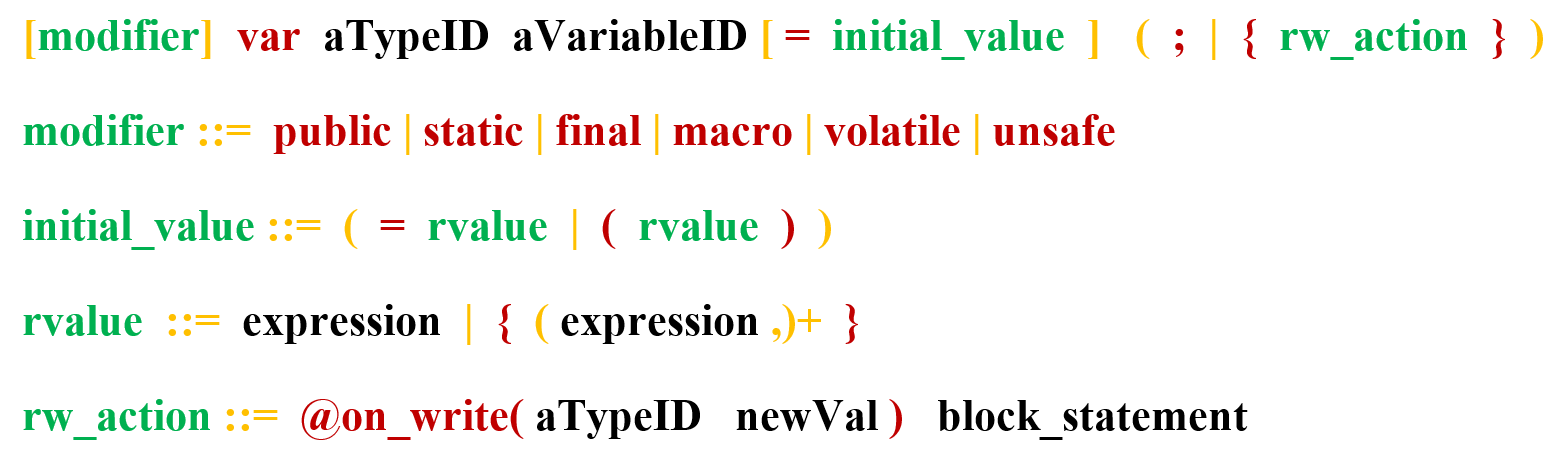 [modifier] var aTypeID aVariableID [ = initial_value ] ( ; | { rw_action } )
modifier ::= public | static | final | macro | volatile | unsafe
initial_value ::= ( = rvalue | ( rvalue ) )
rvalue ::= expression | { ( expression ,)+ }
rw_action ::= @on_write( aTypeID newVal ) block_statement